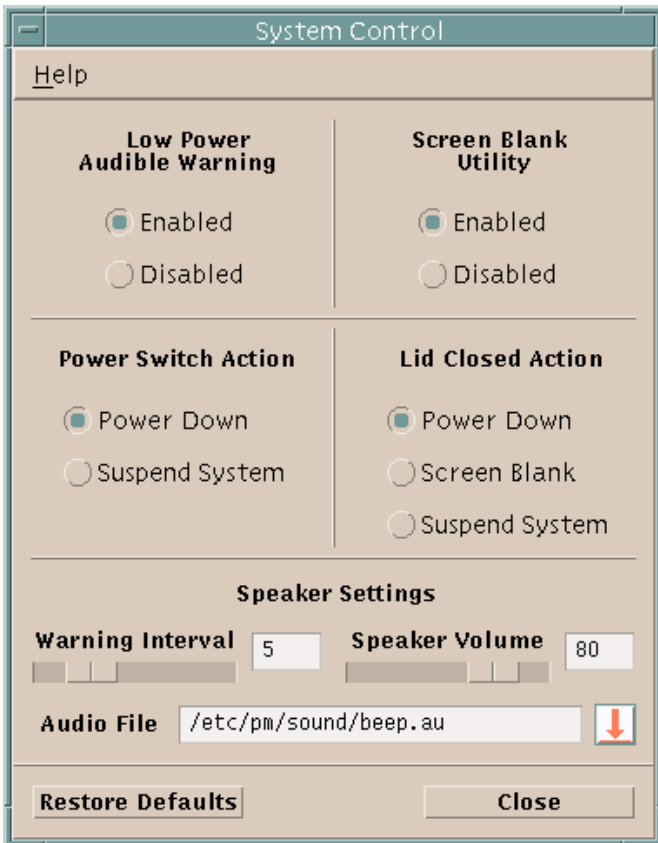 System Control
Help
Low Power
Audible Warning
Enabled
Disabled
Screen Blank
Utility
Enabled
Disabled
Power Switch Action
Power Down
Suspend System
Lid Closed Action
Power Down
Screen Blank
Suspend System
Speaker Settings
Warning Interval 5
Speaker Volume 80
Audio File /etc/pm/sound/beep.au
Restore Defaults
Close